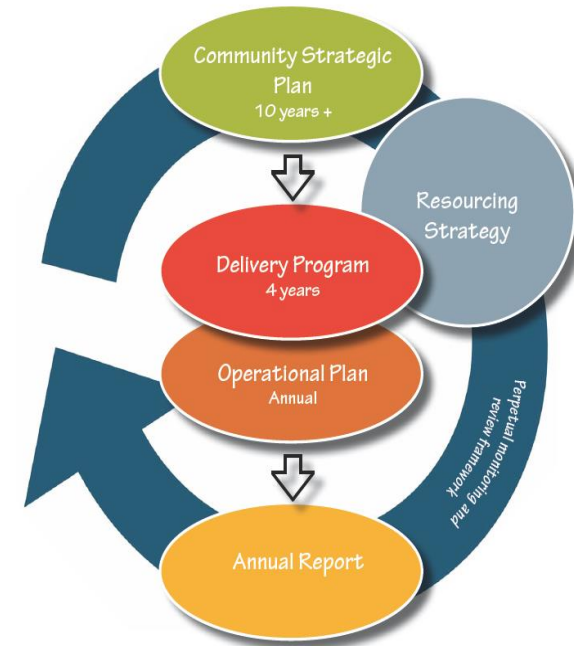 Community Strategic
Plan
10 years +
Resourcing
Strategy
Delivery Program
4 years
Operational Plan
Annual
Perpetual monitoring and
review framework
Annual Report